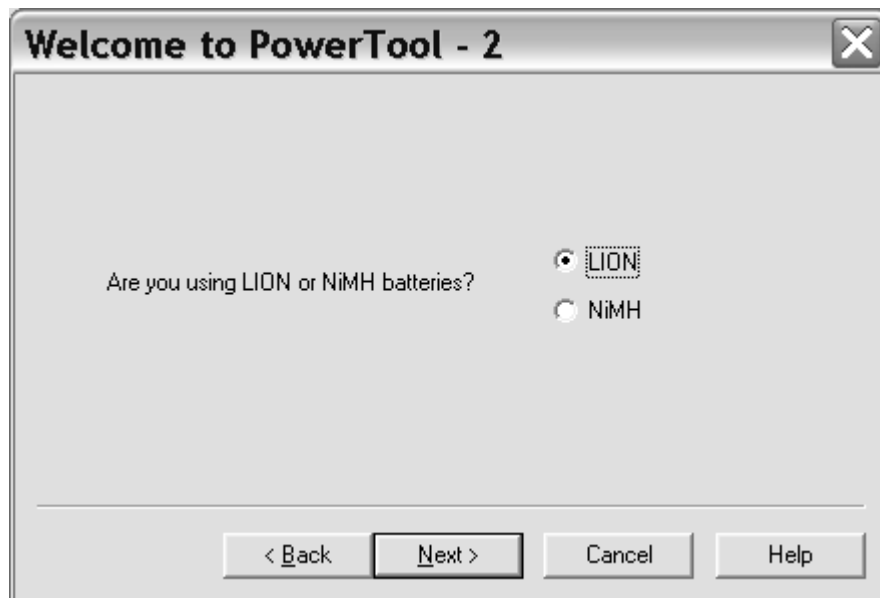 Welcome to PowerTool - 2
Are you using LION or NiMH batteries?
LION
NiMH
< Back
Next >
Cancel
Help